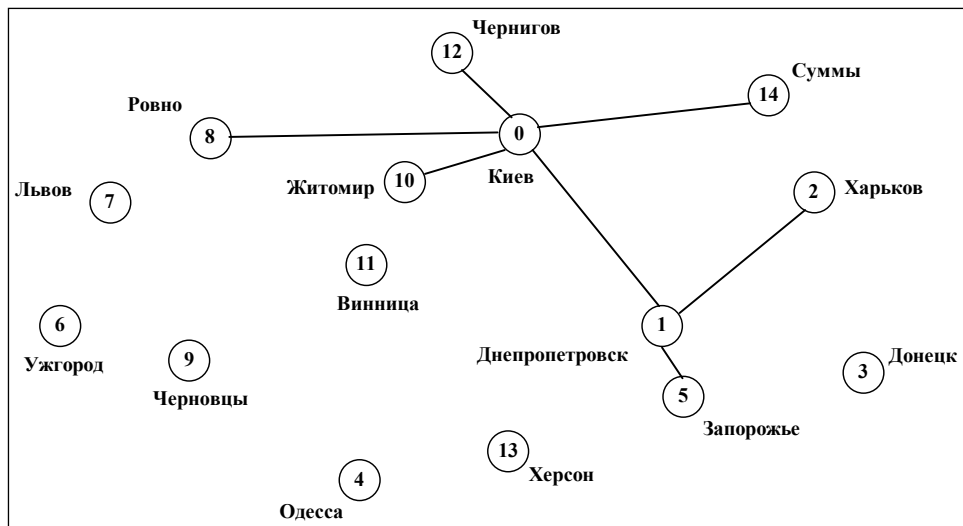 Чернигов
12
Суммы
14
Ровно
8
0
Киев
Житомир
10
Львов
7
2
Харьков
11
Винница
6
Ужгород
1
Днепропетровск
9
Черновцы
3
Донецк
5
Запорожье
13
Херсон
4
Одесса